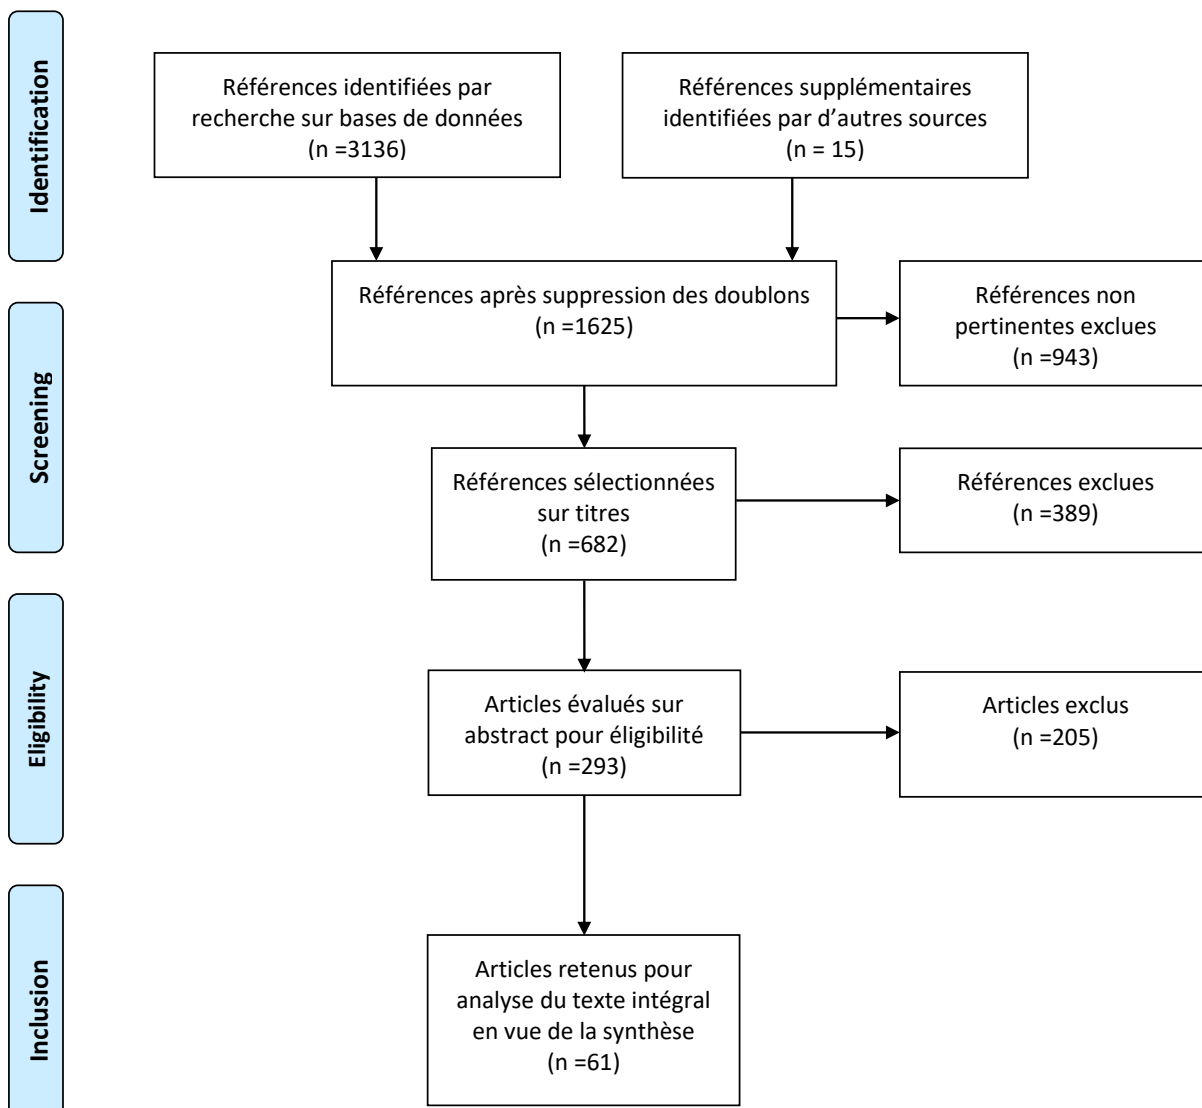 Identification
Références identifiées par
recherche sur bases de données
(n =3136)
Références supplémentaires
identifiées par d’autres sources
(n = 15)
Références après suppression des doublons
(n =1625)
Références non
pertinentes exclues
(n =943)
Screening
Références sélectionnées
sur titres
(n =682)
Références exclues
(n =389)
Eligibility
Articles évalués sur
abstract pour éligibilité
(n =293)
Articles exclus
(n =205)
Inclusion
Articles retenus pour
analyse du texte intégral
en vue de la synthèse
(n =61)